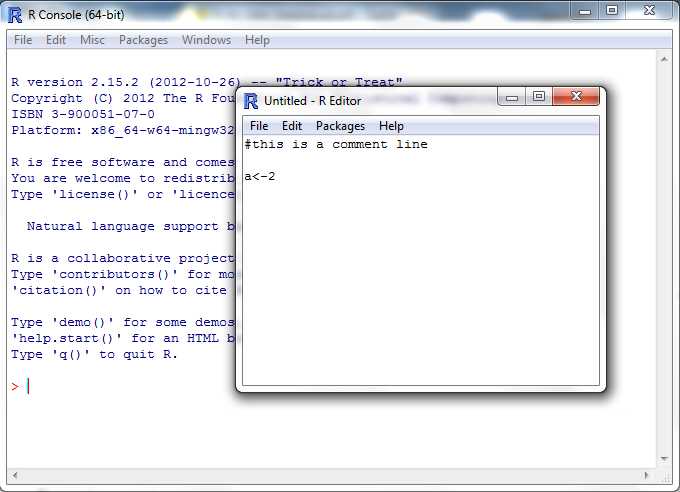 R Console (64-bit)
File Edit Misc Packages Windows Help
R version 2.15.2 (2012-10-26) -- "Trick or Treat"
Copyright (C) 2012 The R Fou
ISBN 3-900051-07-0
Platform: x86_64-w64-mingw32
R is free software and comes
You are welcome to redistrib
Type 'license()' or 'licence
Natural language support b
R is a collaborative project
Type 'contributors()' for mo
'citation()' on how to cite
Type 'demo()' for some demos
'help.start()' for an HTML b
Type 'q()' to quit R.
>
Untitled - R Editor
File Edit Packages Help
#this is a comment line
a<-2